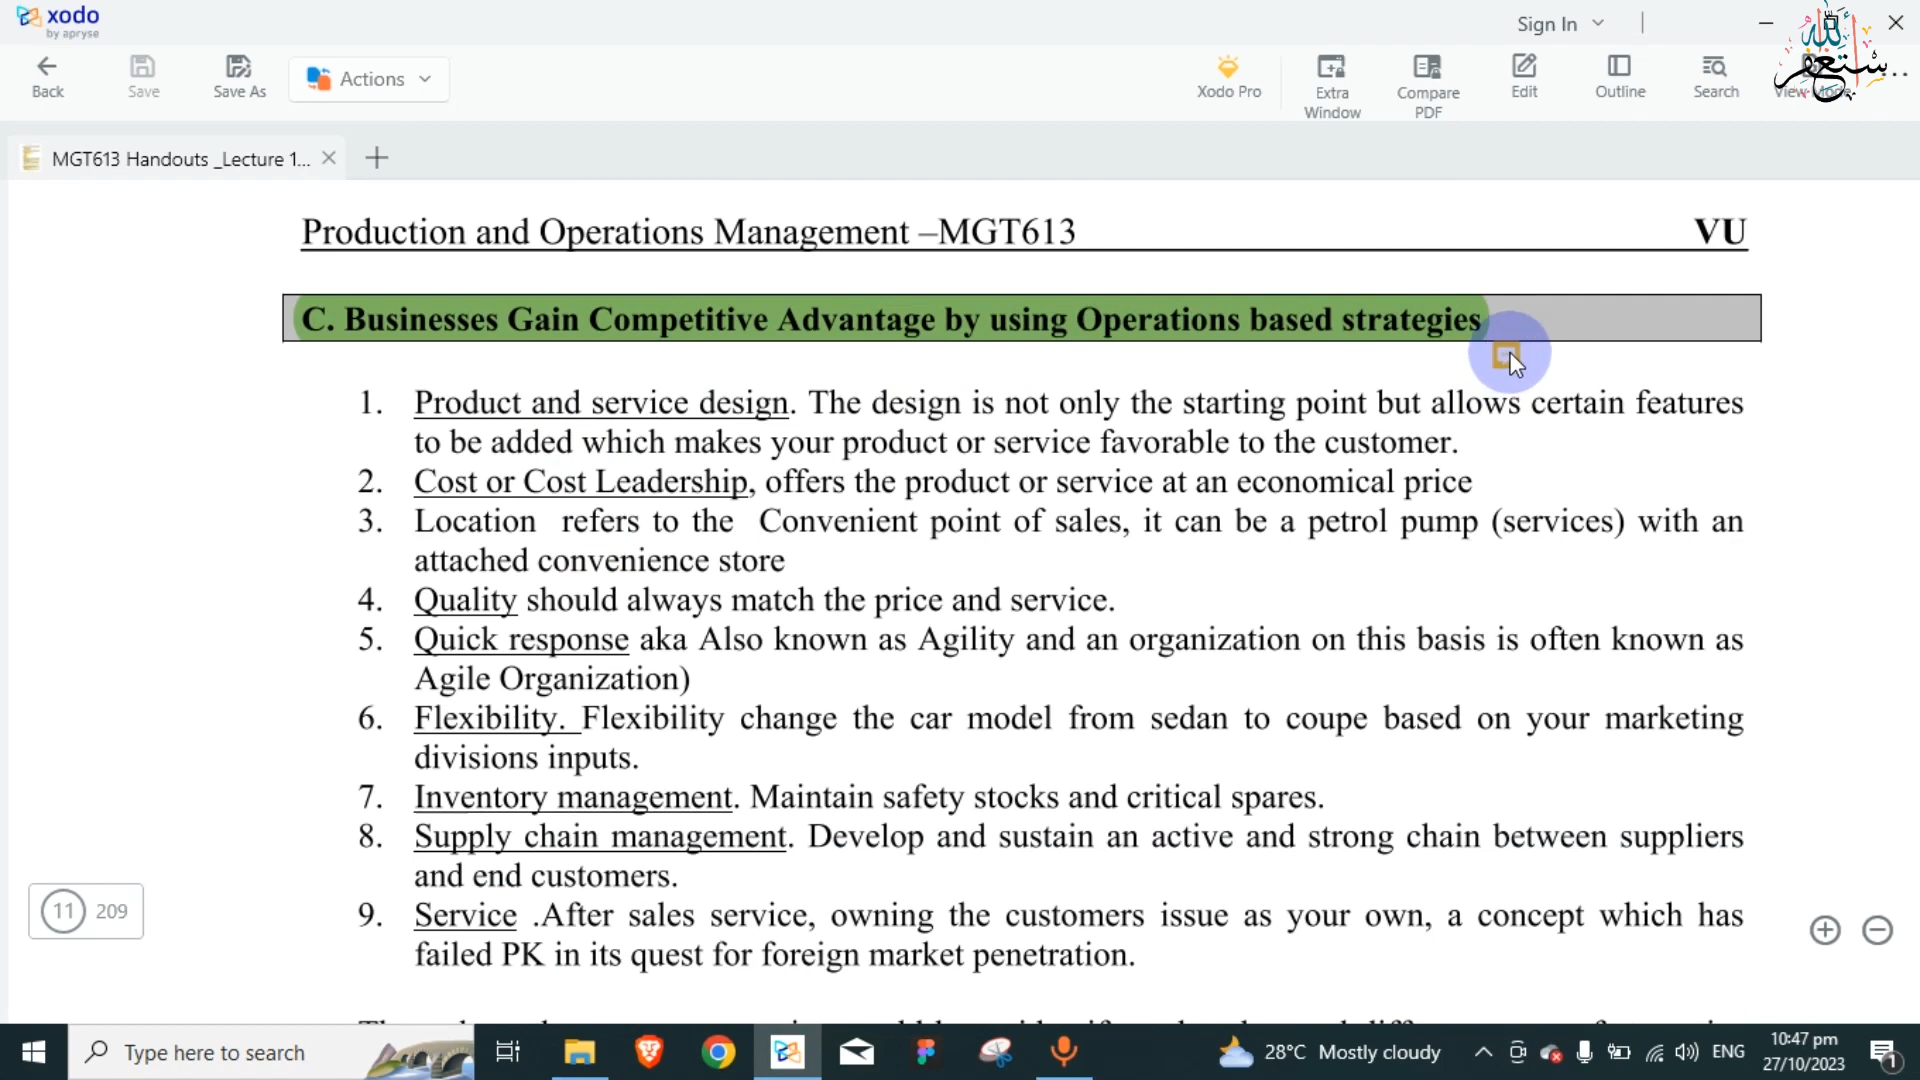 xodo
by apryse
Sign In
Back
Save
Save As
Actions
Xodo Pro
Extra Window
Compare PDF
Edit
Outline
Search
View Mode
أستغفر الله
MGT613 Handouts _Lecture 1...
Production and Operations Management –MGT613 VU
C. Businesses Gain Competitive Advantage by using Operations based strategies
1. Product and service design. The design is not only the starting point but allows certain features
to be added which makes your product or service favorable to the customer.
2. Cost or Cost Leadership, offers the product or service at an economical price
3. Location refers to the Convenient point of sales, it can be a petrol pump (services) with an
attached convenience store
4. Quality should always match the price and service.
5. Quick response aka Also known as Agility and an organization on this basis is often known as
Agile Organization)
6. Flexibility. Flexibility change the car model from sedan to coupe based on your marketing
divisions inputs.
7. Inventory management. Maintain safety stocks and critical spares.
8. Supply chain management. Develop and sustain an active and strong chain between suppliers
and end customers.
9. Service .After sales service, owning the customers issue as your own, a concept which has
failed PK in its quest for foreign market penetration.
11 209
Type here to search
28°C Mostly cloudy
ENG
10:47 pm
27/10/2023
1